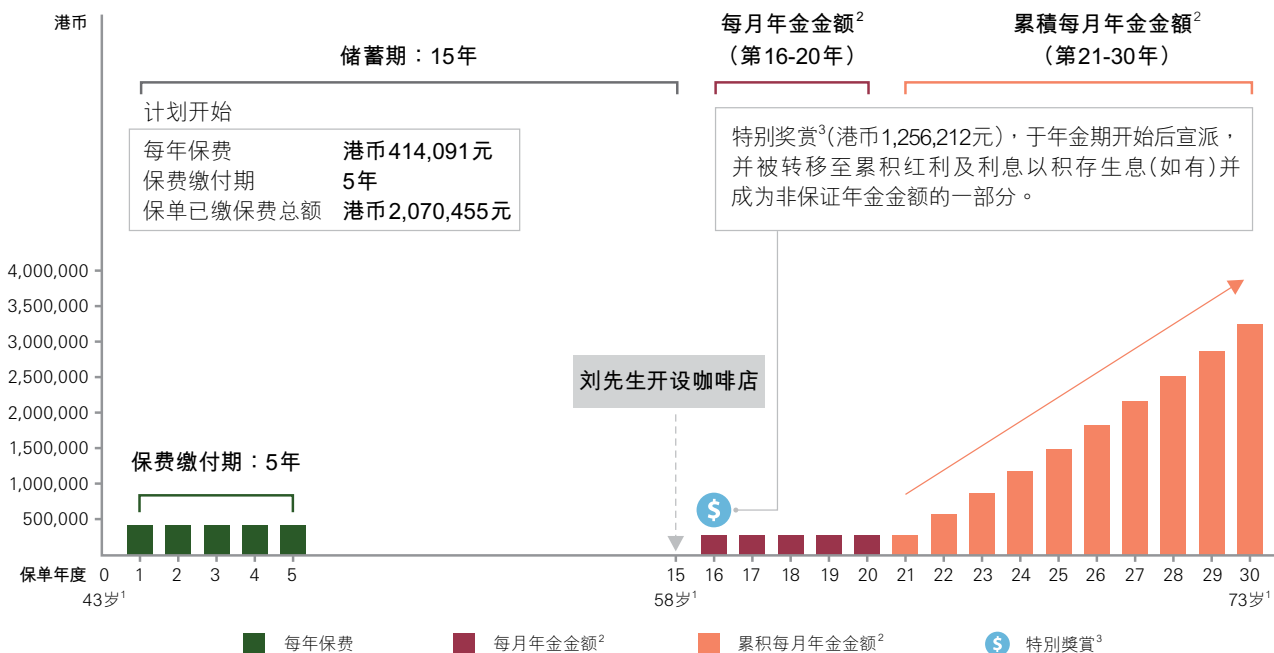 港币
储蓄期：15年
每月年金金额²
（第16-20年）
累積每月年金金額²
（第21-30年）
计划开始
每年保费 港币414,091元
保费缴付期 5年
保单已缴保费总额 港币2,070,455元
特别奖赏³(港币1,256,212元)，于年金期开始后宣派，
并被转移至累积红利及利息以积存生息(如有)并
成为非保证年金金额的一部分。
4,000,000
3,500,000
3,000,000
2,500,000
2,000,000
1,500,000
1,000,000
500,000
刘先生开设咖啡店
保费缴付期：5年
$
保单年度 0 1 2 3 4 5 15 16 17 18 19 20 21 22 23 24 25 26 27 28 29 30
43岁¹ 58岁¹ 73岁¹
每年保费 每月年金金额² 累积每月年金金额² $ 特別獎賞³